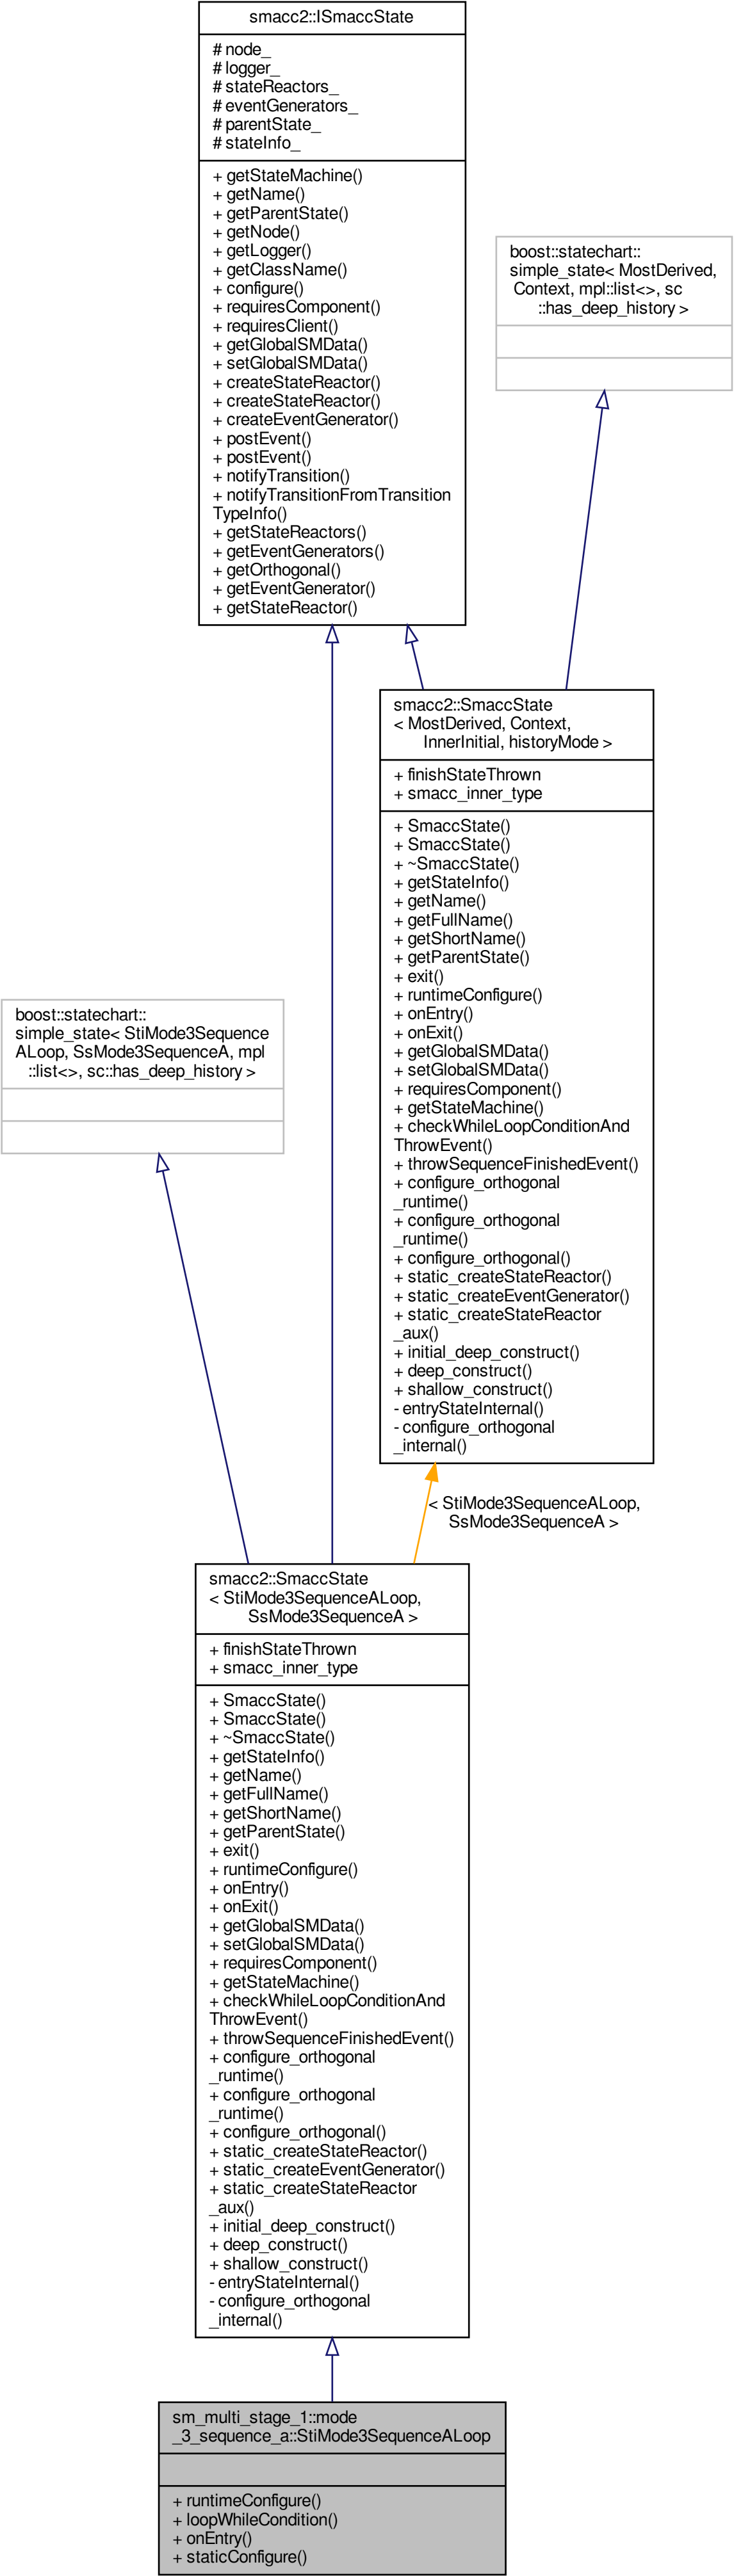 smacc2::ISmaccState
# node_
# logger_
# stateReactors_
# eventGenerators_
# parentState_
# stateInfo_
+ getStateMachine()
+ getName()
+ getParentState()
+ getNode()
+ getLogger()
+ getClassName()
+ configure()
+ requiresComponent()
+ requiresClient()
+ getGlobalSMData()
+ setGlobalSMData()
+ createStateReactor()
+ createStateReactor()
+ createEventGenerator()
+ postEvent()
+ postEvent()
+ notifyTransition()
+ notifyTransitionFromTransition
TypeInfo()
+ getStateReactors()
+ getEventGenerators()
+ getOrthogonal()
+ getEventGenerator()
+ getStateReactor()
boost::statechart::
simple_state< MostDerived,
Context, mpl::list<>, sc
::has_deep_history >
smacc2::SmaccState
< MostDerived, Context,
InnerInitial, historyMode >
+ finishStateThrown
+ smacc_inner_type
+ SmaccState()
+ SmaccState()
+ ~SmaccState()
+ getStateInfo()
+ getName()
+ getFullName()
+ getShortName()
+ getParentState()
+ exit()
+ runtimeConfigure()
+ onEntry()
+ onExit()
+ getGlobalSMData()
+ setGlobalSMData()
+ requiresComponent()
+ getStateMachine()
+ checkWhileLoopConditionAnd
ThrowEvent()
+ throwSequenceFinishedEvent()
+ configure_orthogonal
_runtime()
+ configure_orthogonal
_runtime()
+ configure_orthogonal()
+ static_createStateReactor()
+ static_createEventGenerator()
+ static_createStateReactor
_aux()
+ initial_deep_construct()
+ deep_construct()
+ shallow_construct()
- entryStateInternal()
- configure_orthogonal
_internal()
boost::statechart::
simple_state< StiMode3Sequence
ALoop, SsMode3SequenceA, mpl
::list<>, sc::has_deep_history >
< StiMode3SequenceALoop,
SsMode3SequenceA >
smacc2::SmaccState
< StiMode3SequenceALoop,
SsMode3SequenceA >
+ finishStateThrown
+ smacc_inner_type
+ SmaccState()
+ SmaccState()
+ ~SmaccState()
+ getStateInfo()
+ getName()
+ getFullName()
+ getShortName()
+ getParentState()
+ exit()
+ runtimeConfigure()
+ onEntry()
+ onExit()
+ getGlobalSMData()
+ setGlobalSMData()
+ requiresComponent()
+ getStateMachine()
+ checkWhileLoopConditionAnd
ThrowEvent()
+ throwSequenceFinishedEvent()
+ configure_orthogonal
_runtime()
+ configure_orthogonal
_runtime()
+ configure_orthogonal()
+ static_createStateReactor()
+ static_createEventGenerator()
+ static_createStateReactor
_aux()
+ initial_deep_construct()
+ deep_construct()
+ shallow_construct()
- entryStateInternal()
- configure_orthogonal
_internal()
sm_multi_stage_1::mode
_3_sequence_a::StiMode3SequenceALoop
+ runtimeConfigure()
+ loopWhileCondition()
+ onEntry()
+ staticConfigure()